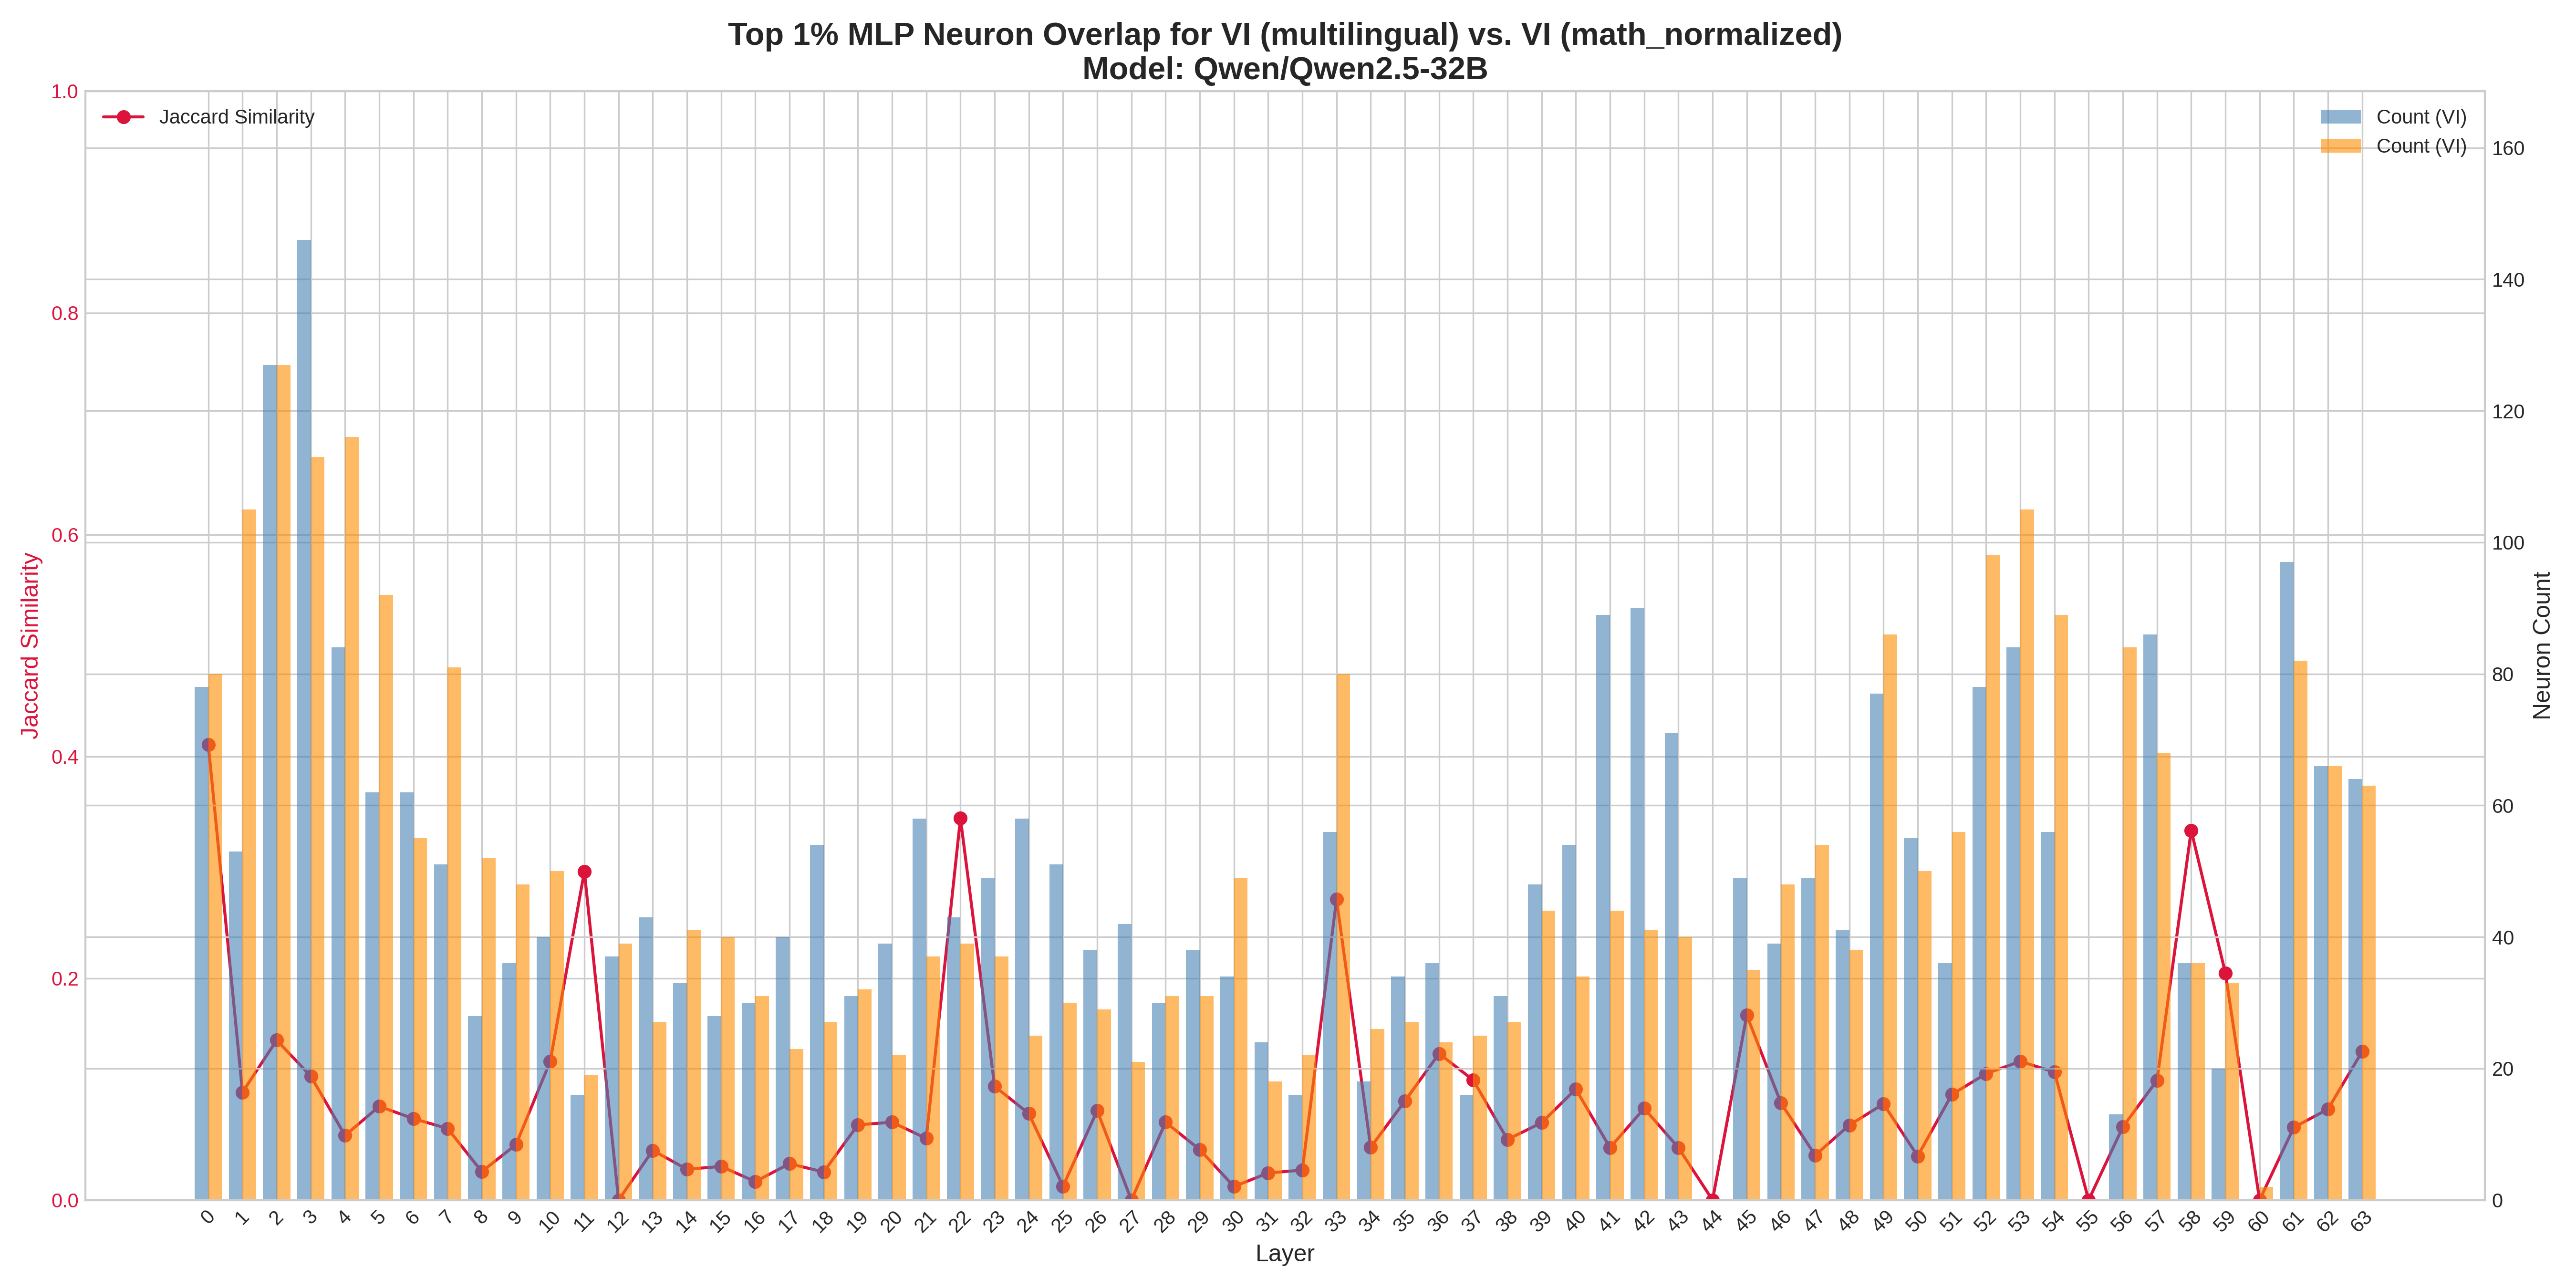 Top 1% MLP Neuron Overlap for VI (multilingual) vs. VI (math_normalized)
Model: Qwen/Qwen2.5-32B
Jaccard Similarity
Count (VI)
Count (VI)
1.0
0.8
0.6
0.4
0.2
0.0
Jaccard Similarity
160
140
120
100
80
60
40
20
0
Neuron Count
0 1 2 3 4 5 6 7 8 9 10 11 12 13 14 15 16 17 18 19 20 21 22 23 24 25 26 27 28 29 30 31 32 33 34 35 36 37 38 39 40 41 42 43 44 45 46 47 48 49 50 51 52 53 54 55 56 57 58 59 60 61 62 63
Layer